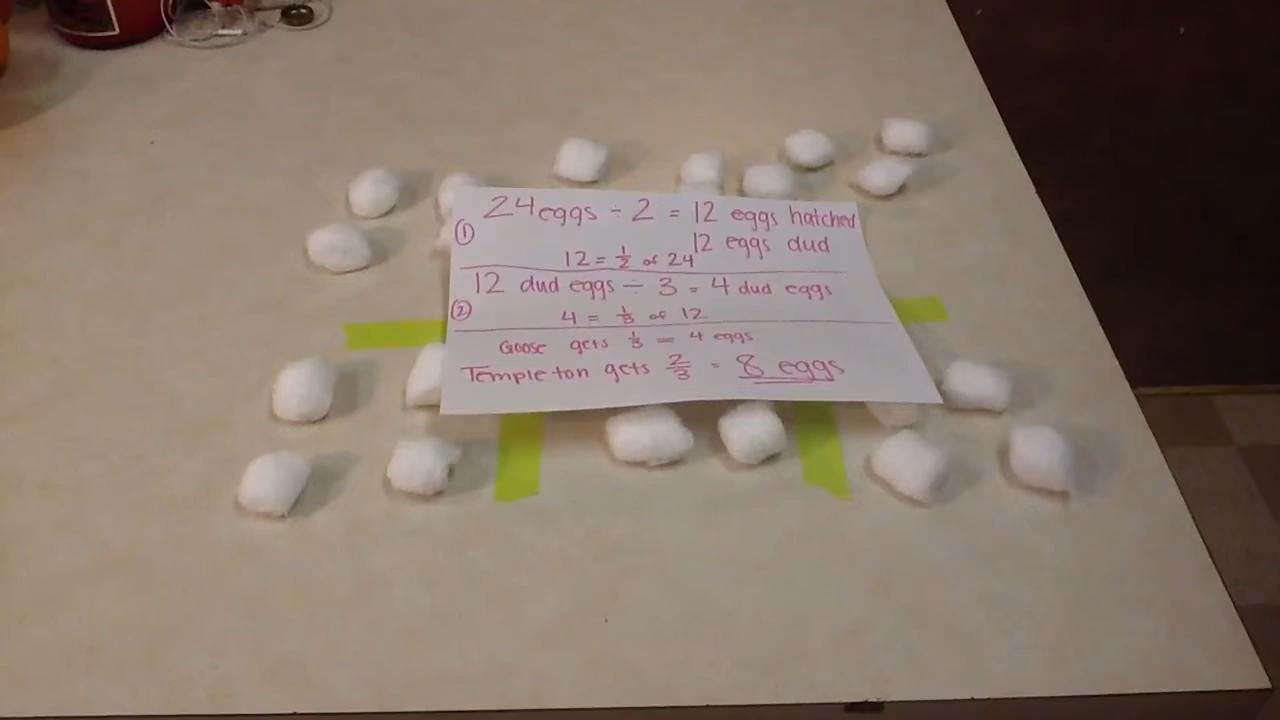 24 eggs ÷ 2 = 12 eggs hatched
① 12 eggs dud
12 = 1/2 of 24
12 dud eggs ÷ 3 = 4 dud eggs
② 4 = 1/3 of 12
Goose gets 1/3 = 4 eggs
Templeton gets 2/3 = 8 eggs